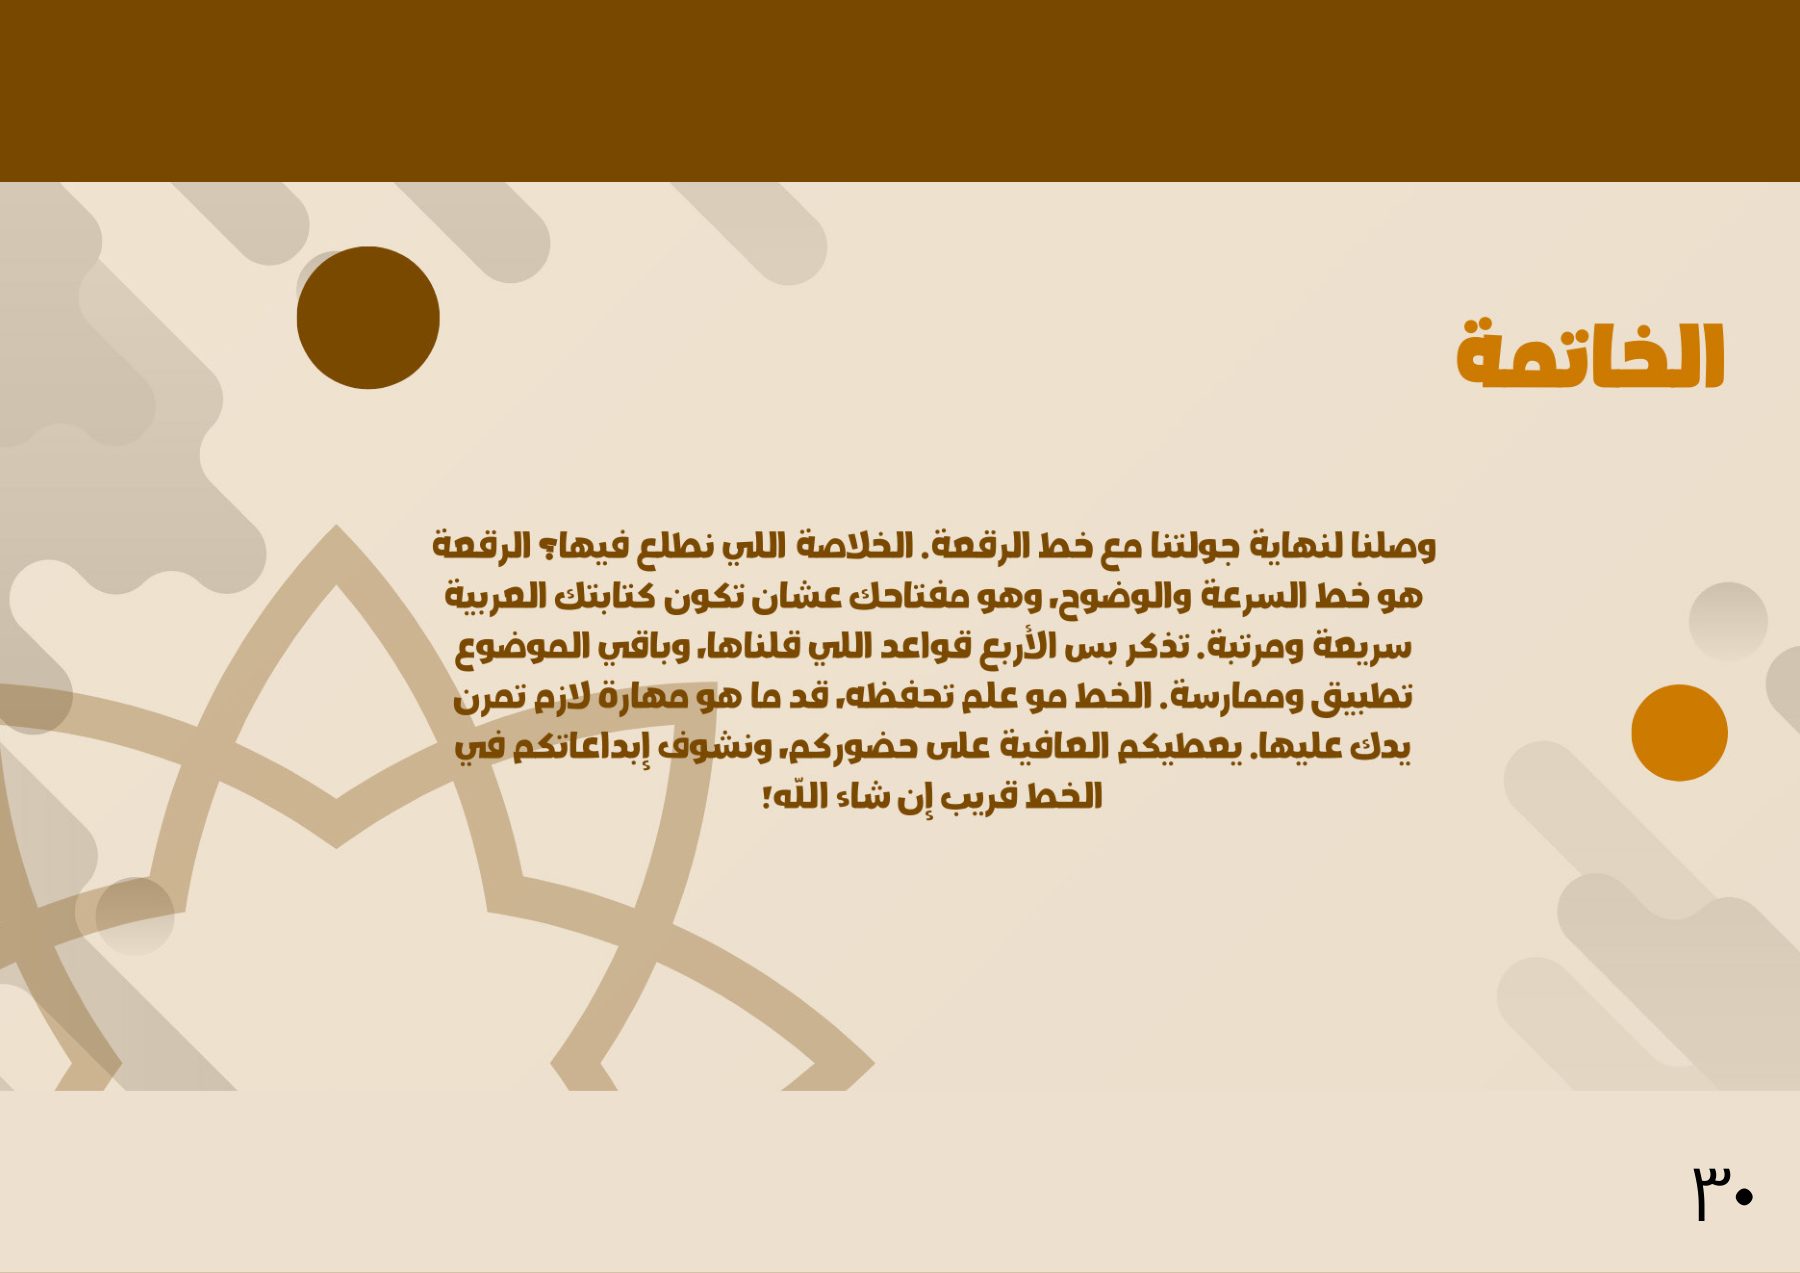 الخاتمة
وصلنا لنهاية جولتنا مع خط الرقعة. الخلاصة اللي نطلع فيها؟ الرقعة
هو خط السرعة والوضوح، وهو مفتاحك عشان تكون كتابتك العربية
سريعة ومرتبة. تذكر بس الأربع قواعد اللي قلناها، وباقي الموضوع
تطبيق وممارسة. الخط مو علم تحفظه، قد ما هو مهارة لازم تمرن
يدك عليها. يعطيكم العافية على حضوركم، ونشوف إبداعاتكم في
الخط قريب إن شاء الله!
٣٠